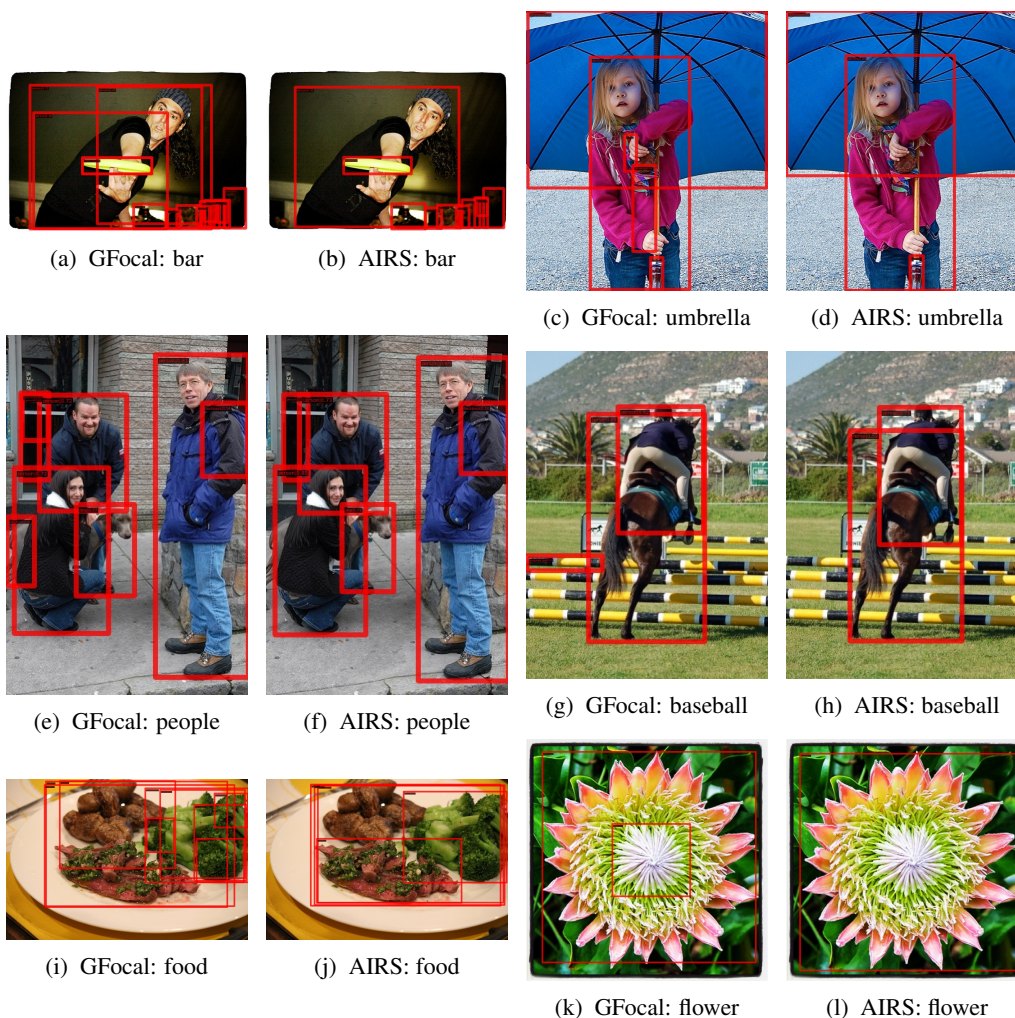 (a) GFocal: bar
(b) AIRS: bar
(c) GFocal: umbrella
(d) AIRS: umbrella
(e) GFocal: people
(f) AIRS: people
(g) GFocal: baseball
(h) AIRS: baseball
(i) GFocal: food
(j) AIRS: food
(k) GFocal: flower
(l) AIRS: flower